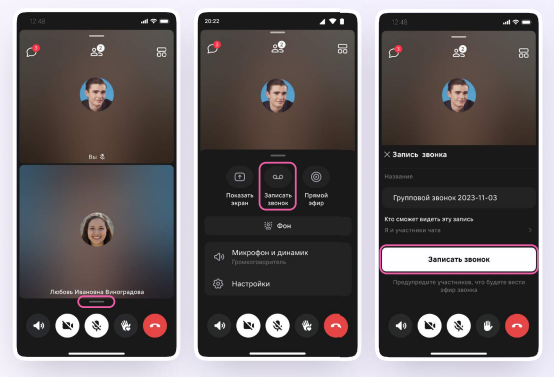 12:48
3
2
Вы
Любовь Ивановна Виноградова
20:22
3
2
Показать экран
Записать звонок
Прямой эфир
Фон
Микрофон и динамик
Громкоговоритель
Настройки
12:48
3
2
Запись звонка
Название
Групповой звонок 2023-11-03
Кто сможет видеть эту запись
Я и участники чата
Записать звонок
Предупредите участников, что будете вести
эфир звонка